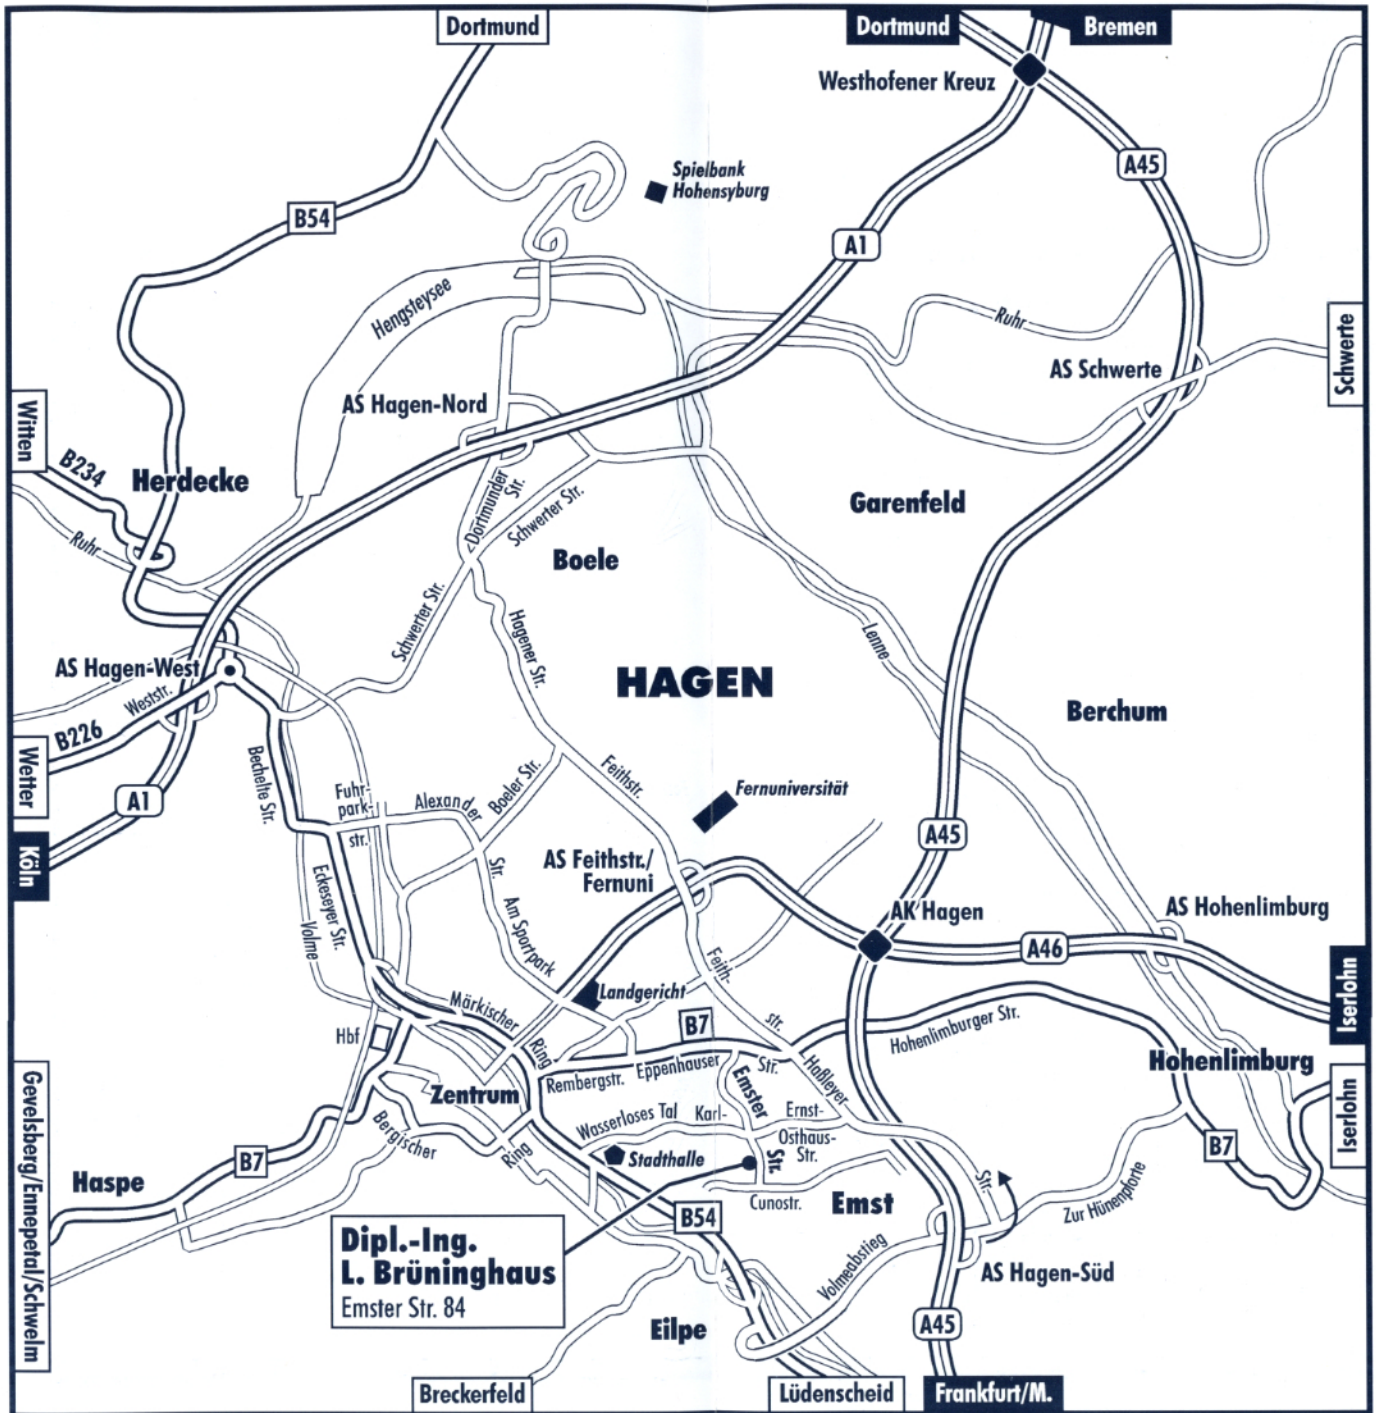 Dortmund
Dortmund
Bremen
Westhofener Kreuz
A45
Spielbank
Hohensyburg
B54
A1
Hengsteysee
Ruhr
Schwerte
AS Schwerte
AS Hagen-Nord
Witten
B234
Herdecke
Dortmunder
Str.
Schwerter Str.
Garenfeld
Ruhr
Boele
Schwerter Str.
Hagener Str.
Lenne
AS Hagen-West
HAGEN
Weststr.
Berchum
B226
Wetter
Bechelte Str.
Feithstr.
Boeler Str.
Fernuniversität
A1
Fuhr-
park-
str.
Alexander
Str.
A45
Köln
AS Feithstr./
Fernuni
Eckeseyer Str.
Volme
Am Sportpark
AK Hagen
AS Hohenlimburg
A46
Feith-
str.
Iserlohn
Landgericht
Märkischer
Ring
B7
Hohenlimburger Str.
Hbf
Hohenlimburg
Eppenhauser
Str.
Haßleyer
Str.
Rembergstr.
Zentrum
Emster
Str.
Iserlohn
Gevelsberg/Ennepetal/Schwelm
Wasserloses Tal
Karl-
Ernst-
Osthaus-
Str.
Bergischer
Ring
B7
Stadthalle
B7
Haspe
Cunostr.
Emst
Zur Hünenpforte
B54
Dipl.-Ing.
L. Brüninghaus
Emster Str. 84
Volmeabstieg
AS Hagen-Süd
Eilpe
A45
Breckerfeld
Lüdenscheid
Frankfurt/M.